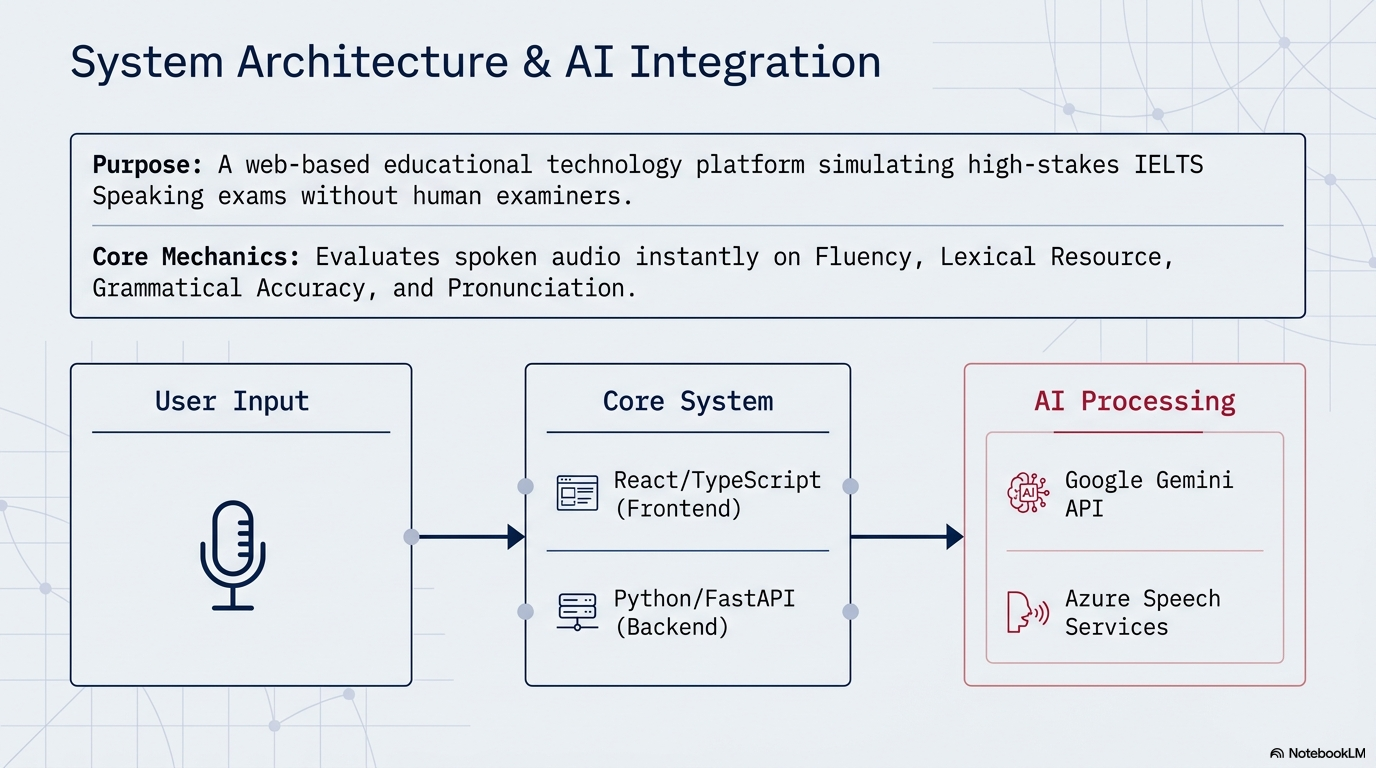 System Architecture & AI Integration
Purpose: A web-based educational technology platform simulating high-stakes IELTS
Speaking exams without human examiners.
Core Mechanics: Evaluates spoken audio instantly on Fluency, Lexical Resource,
Grammatical Accuracy, and Pronunciation.
User Input
Core System
React/TypeScript
(Frontend)
Python/FastAPI
(Backend)
AI Processing
AI
Google Gemini
API
Azure Speech
Services
NotebookLM